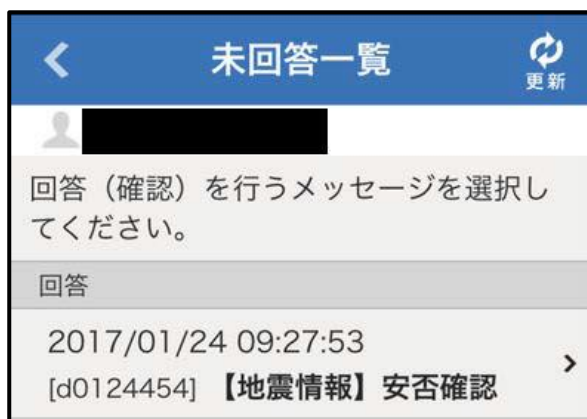 未回答一覧
更新
回答（確認）を行うメッセージを選択し
てください。
回答
2017/01/24 09:27:53
[d0124454] 【地震情報】安否確認